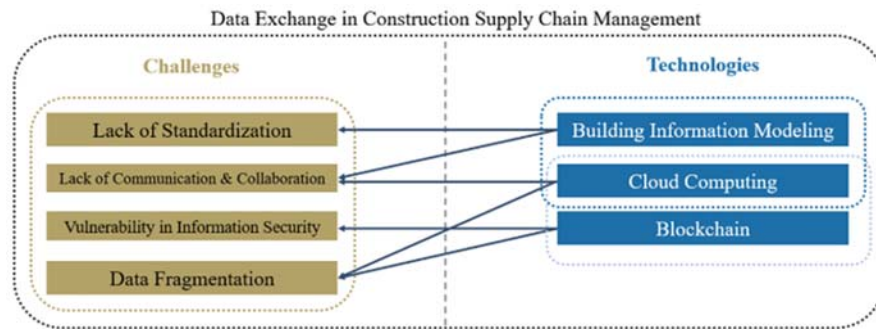 Data Exchange in Construction Supply Chain Management
Challenges
Technologies
Lack of Standardization
Building Information Modeling
Lack of Communication & Collaboration
Cloud Computing
Vulnerability in Information Security
Blockchain
Data Fragmentation